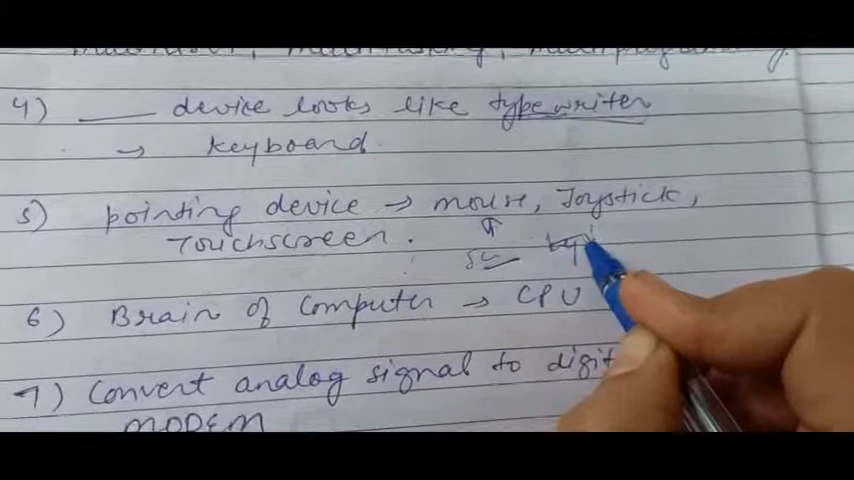 4) ____ device looks like typewriter
→ keyboard
5) pointing device → mouse, Joystick,
Touchscreen.
6) Brain of Computer → CPU
7) Convert analog signal to
MODEM